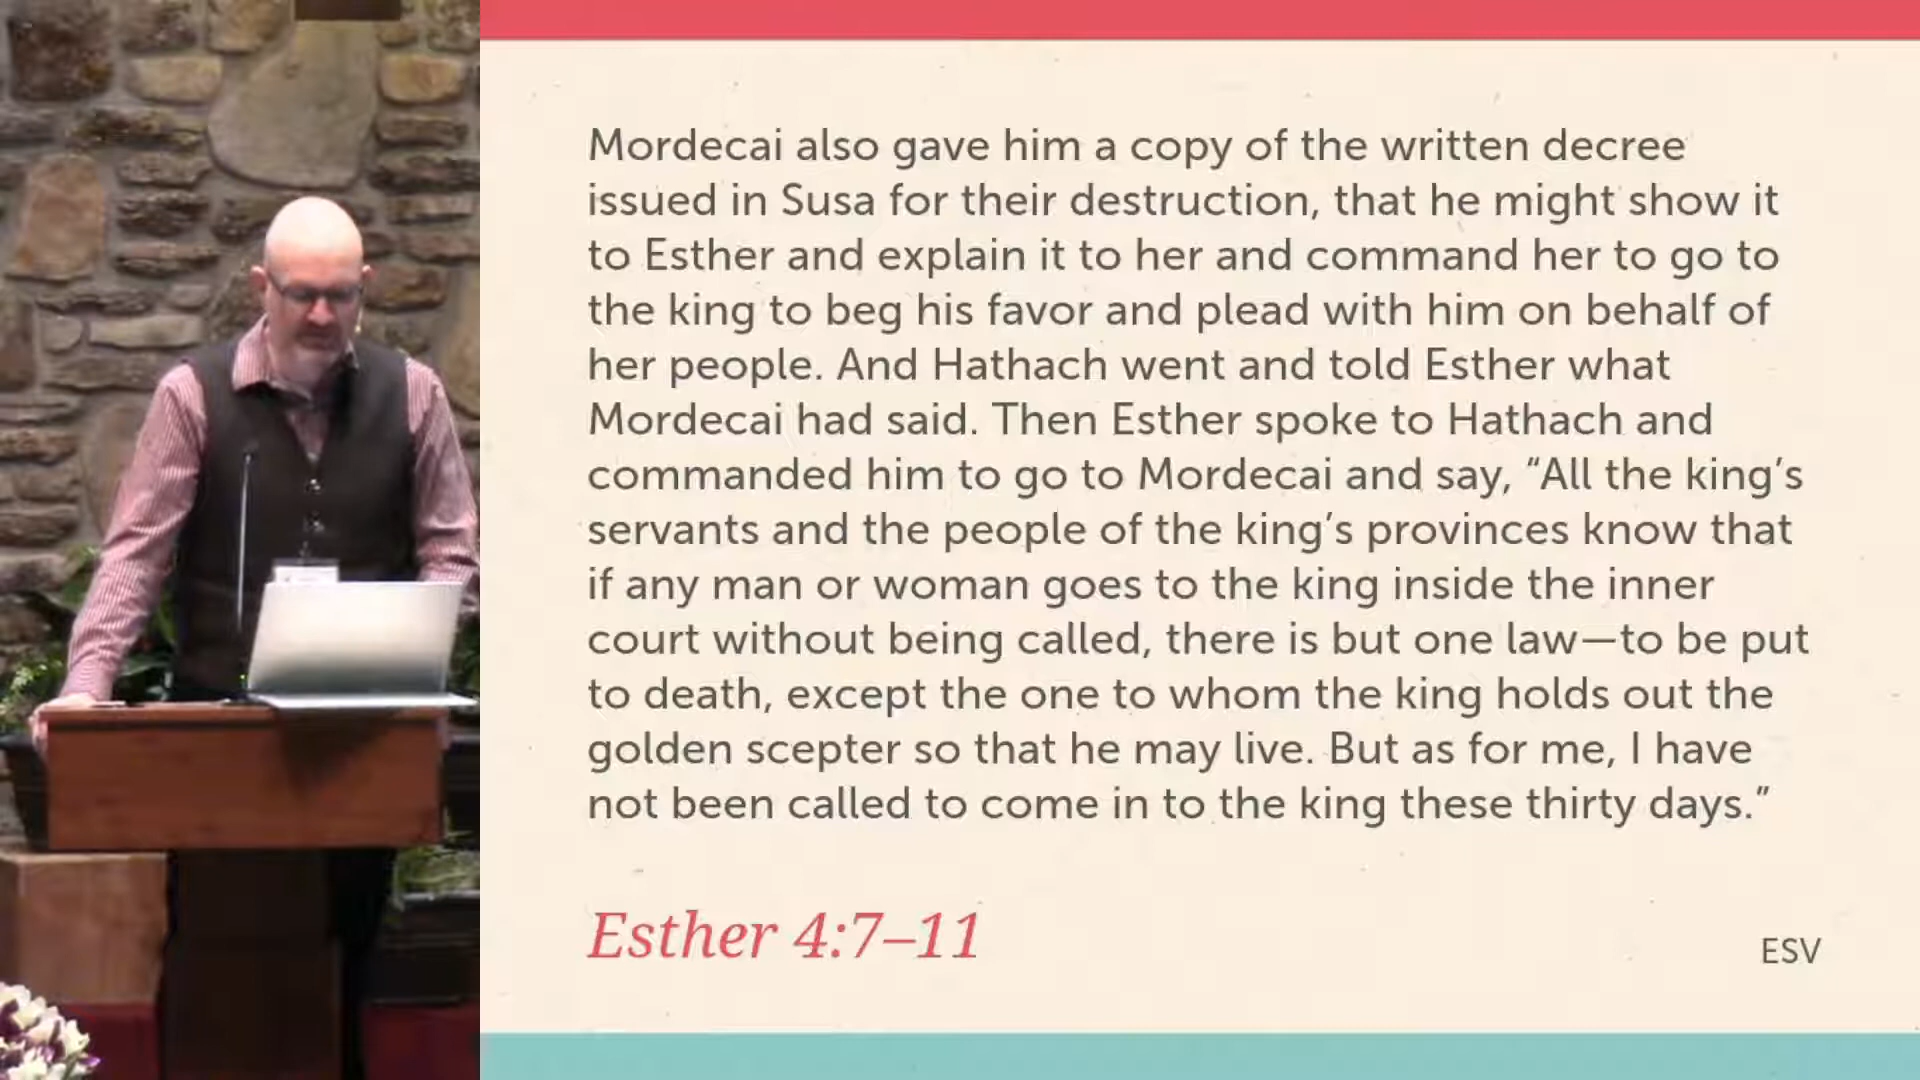 Mordecai also gave him a copy of the written decree
issued in Susa for their destruction, that he might show it
to Esther and explain it to her and command her to go to
the king to beg his favor and plead with him on behalf of
her people. And Hathach went and told Esther what
Mordecai had said. Then Esther spoke to Hathach and
commanded him to go to Mordecai and say, “All the king’s
servants and the people of the king’s provinces know that
if any man or woman goes to the king inside the inner
court without being called, there is but one law—to be put
to death, except the one to whom the king holds out the
golden scepter so that he may live. But as for me, I have
not been called to come in to the king these thirty days.”
Esther 4:7–11
ESV